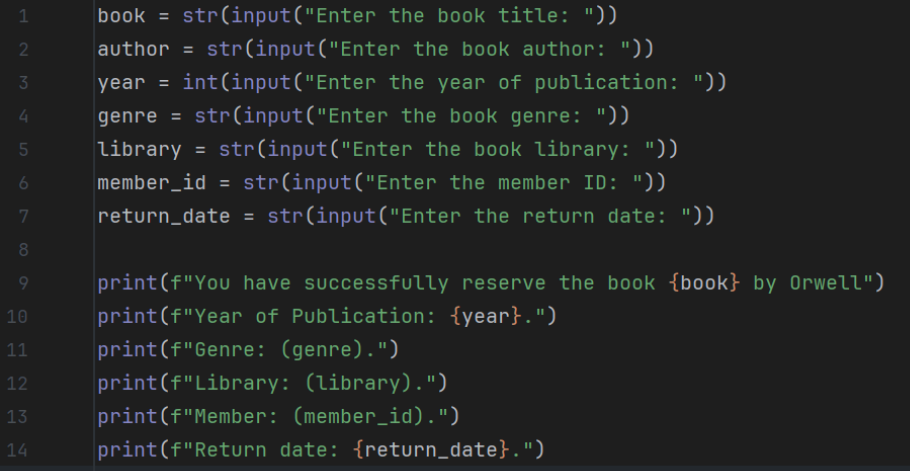 1 book = str(input("Enter the book title: "))
2 author = str(input("Enter the book author: "))
3 year = int(input("Enter the year of publication: "))
4 genre = str(input("Enter the book genre: "))
5 library = str(input("Enter the book library: "))
6 member_id = str(input("Enter the member ID: "))
7 return_date = str(input("Enter the return date: "))
8
9 print(f"You have successfully reserve the book {book} by Orwell")
10 print(f"Year of Publication: {year}.")
11 print(f"Genre: (genre).")
12 print(f"Library: (library).")
13 print(f"Member: (member_id).")
14 print(f"Return date: {return_date}.")